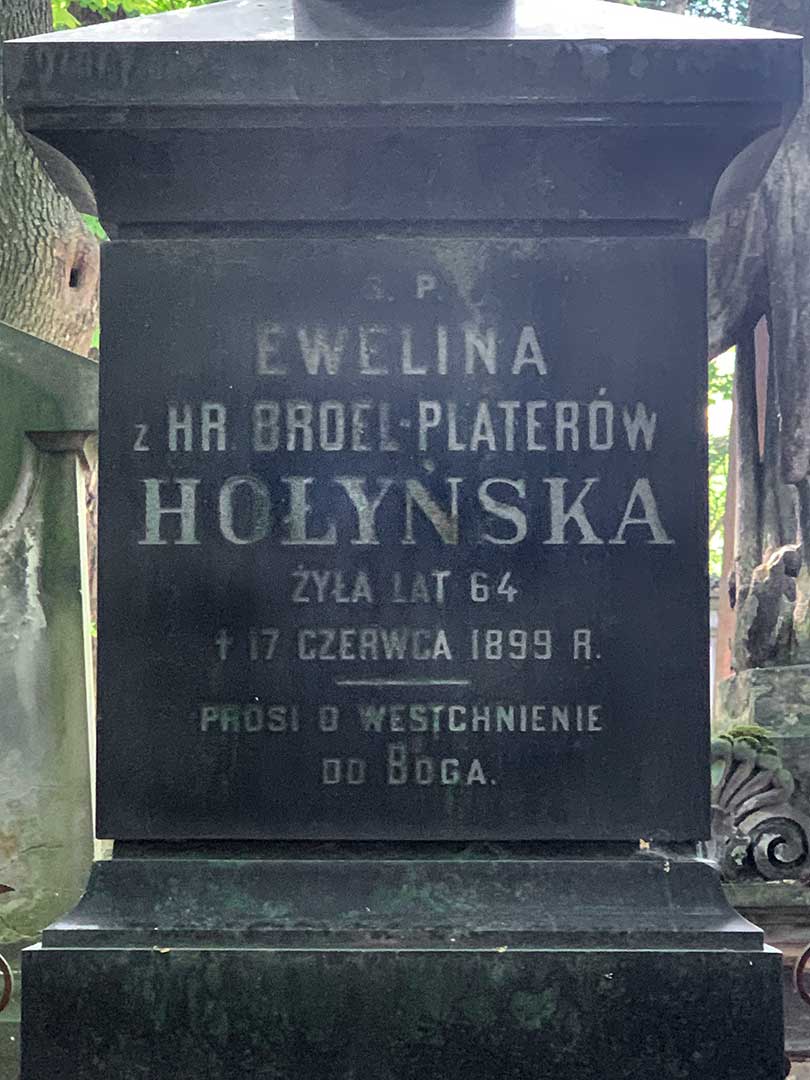 Ś. P.
EWELINA
z HR. BROEL-PLATERÓW
HOŁYŃSKA
ŻYŁA LAT 64
† 17 CZERWCA 1899 R.
PROSI O WESTCHNIENIE
DO BOGA.